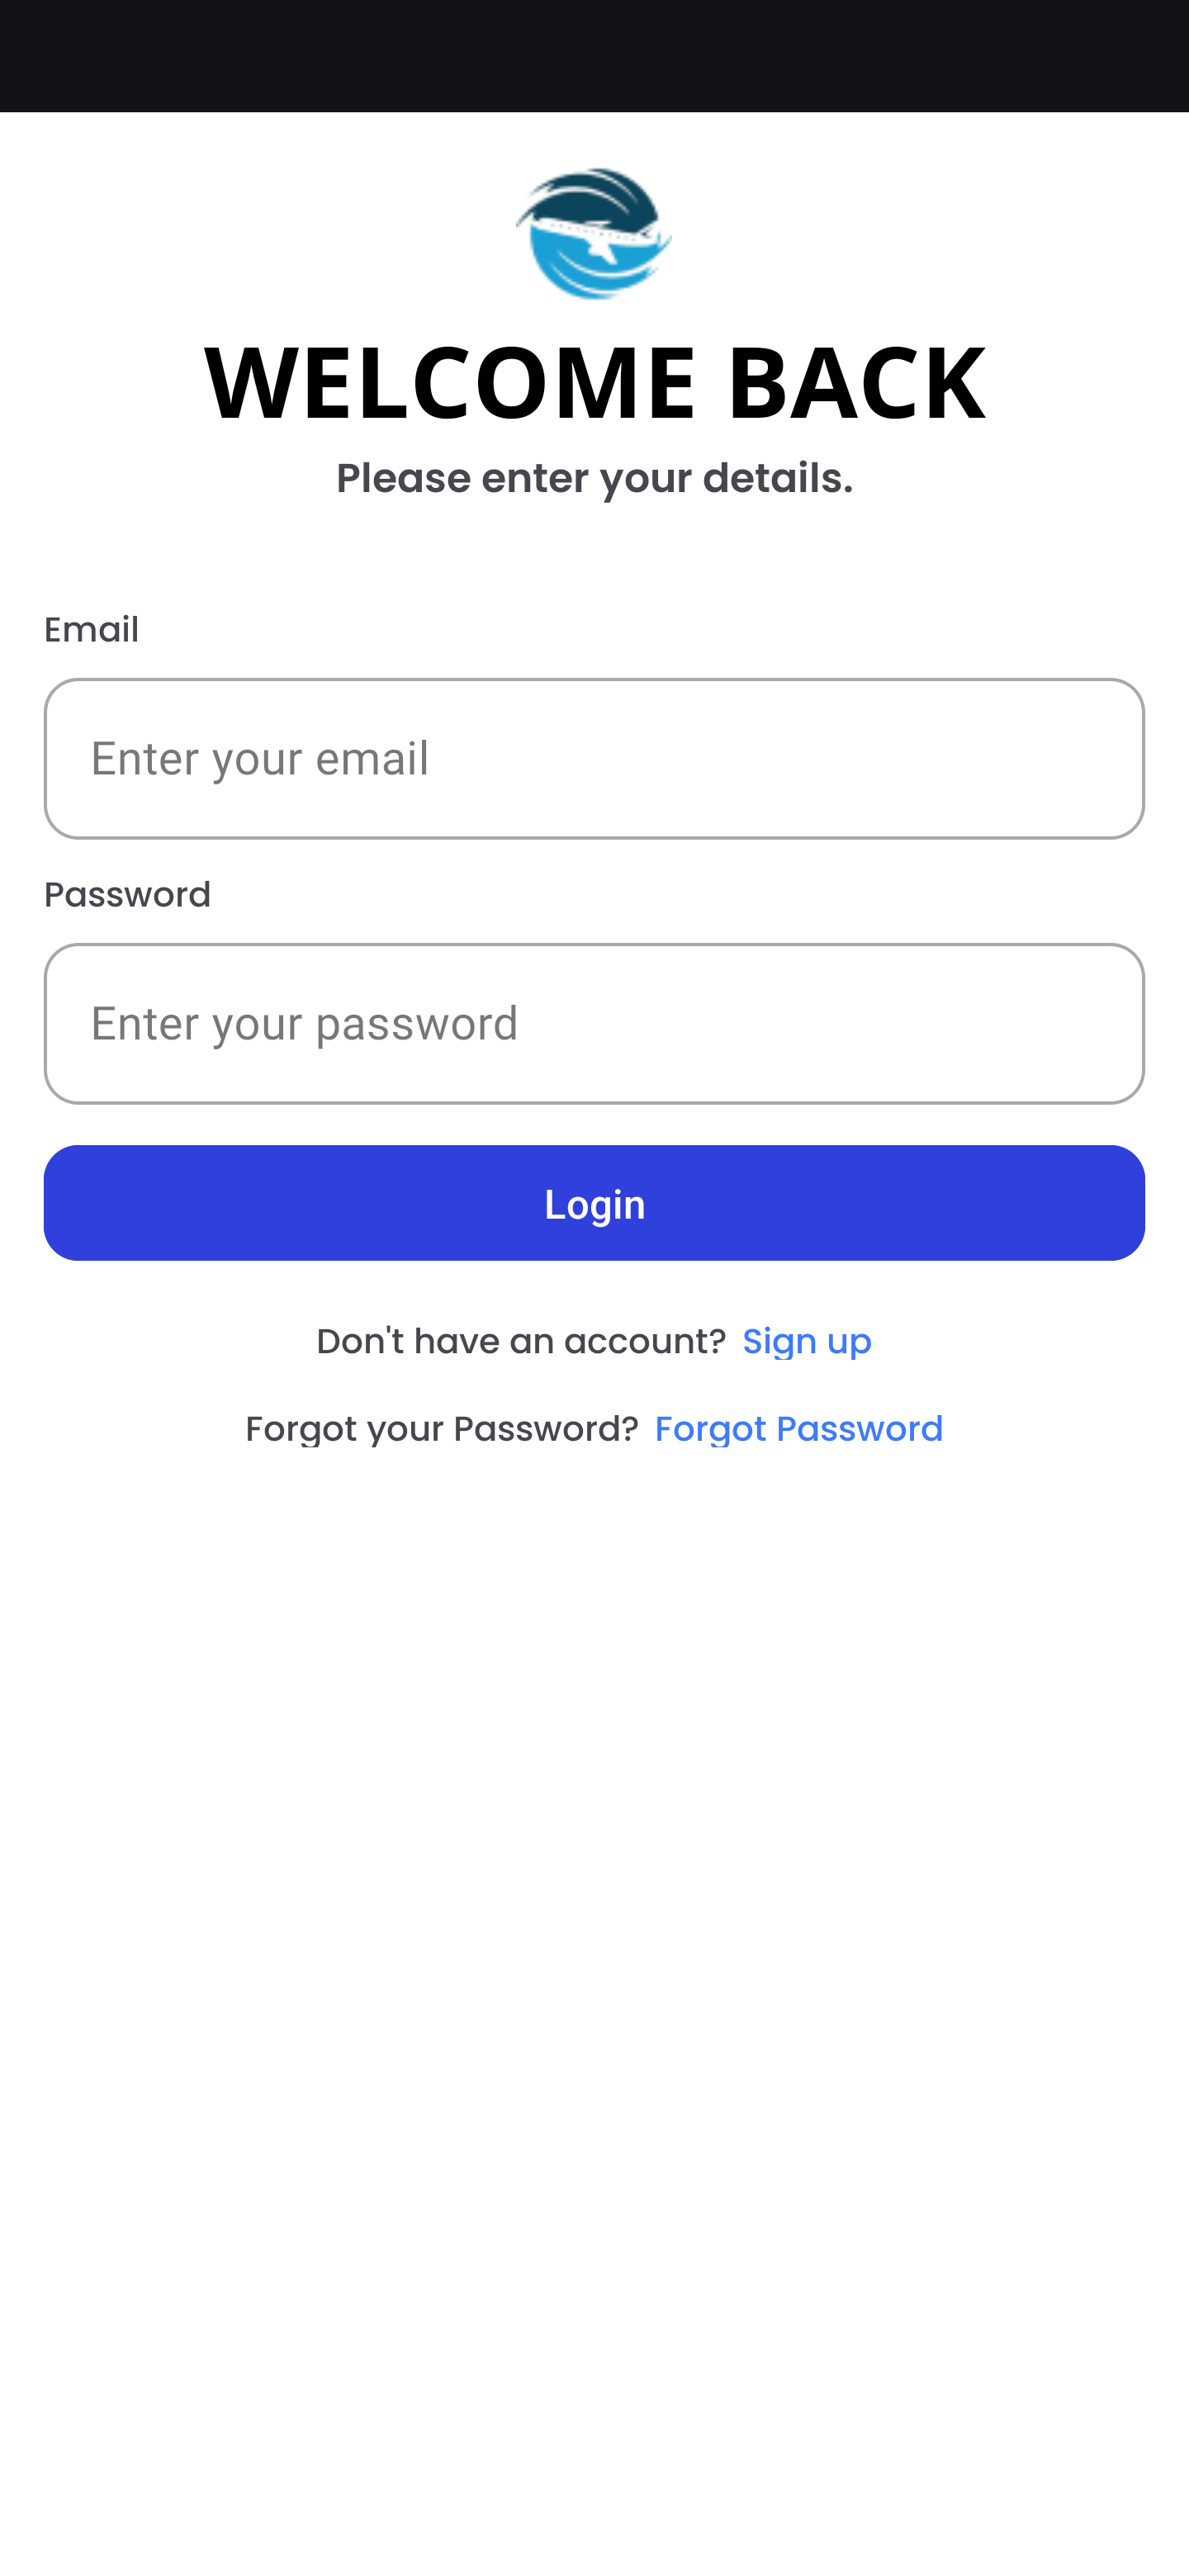 WELCOME BACK
Please enter your details.
Email
Enter your email
Password
Enter your password
Login
Don't have an account? Sign up
Forgot your Password? Forgot Password